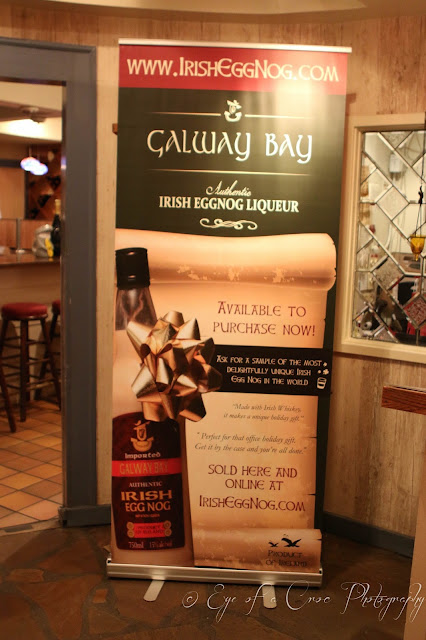 www.IrishEggNog.com
GALWAY BAY
Authentic
IRISH EGGNOG LIQUEUR
Available to
purchase now!
Ask for a sample of the most
delightfully unique Irish
Egg Nog in the world
"Made with Irish Whiskey,
it makes a unique holiday gift."
"Perfect for that office holiday gift.
Get it by the case and you're all done."
Sold here and
online at
IrishEggNog.com
Product
of Ireland
Imported
GALWAY BAY
AUTHENTIC
IRISH
EGG NOG
750ml
© Eye of a Croc Photography